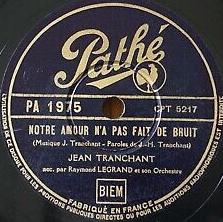 Pathé
PA 1975
CPT 5217
NOTRE AMOUR N'A PAS FAIT DE BRUIT
(Musique J. Tranchant - Paroles de J.-H. Tranchant)
JEAN TRANCHANT
acc. par Raymond LEGRAND et son Orchestre
BIEM
FABRIQUÉ EN FRANCE